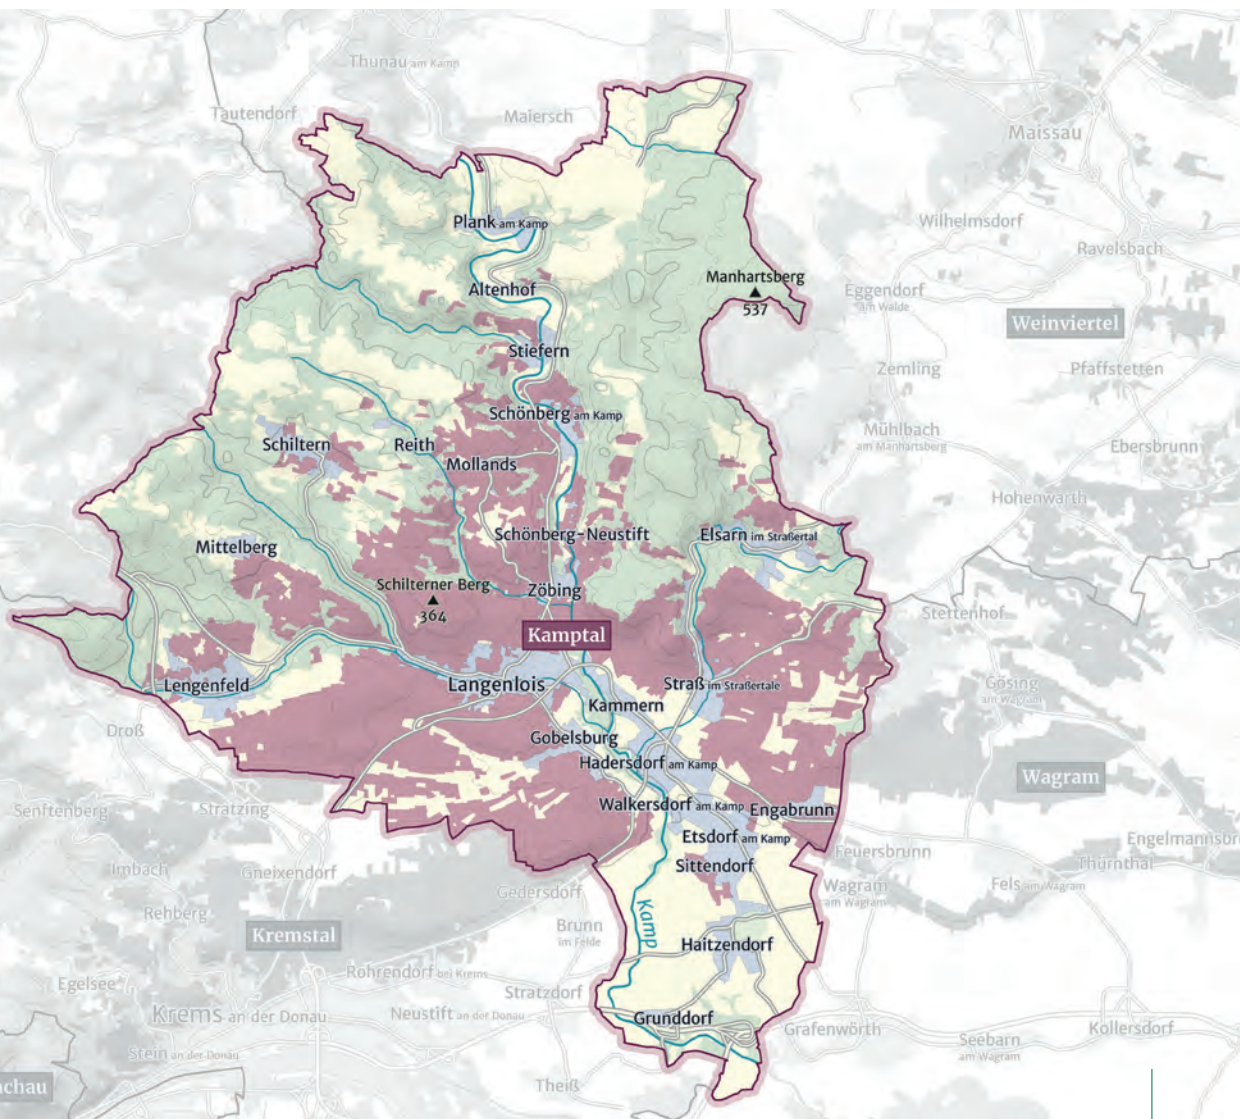 Thunau am Kamp
Tautendorf
Maiersch
Maissau
Plank am Kamp
Wilhelmsdorf
Ravelsbach
Manhartsberg
537
Altenhof
Eggendorf
am Walde
Weinviertel
Stiefern
Zemling
Pfaffstetten
Schönberg am Kamp
Mühlbach
am Manhartsberg
Schiltern
Reith
Ebersbrunn
Mollands
Hohenwarth
Schönberg-Neustift
Elsarn im Straßertal
Mittelberg
Schilterner Berg
364
Zöbing
Stettenhof
Kamptal
Lengenfeld
Langenlois
Straß im Straßertale
Gösing
am Wagram
Kammern
Droß
Gobelsburg
Hadersdorf am Kamp
Wagram
Senftenberg
Stratzing
Walkersdorf am Kamp
Engabrunn
Etsdorf am Kamp
Engelmannsbr
Feuersbrunn
Thürnthal
Imbach
Gneixendorf
Sittendorf
Gedersdorf
Wagram
am Wagram
Fels am Wagram
Rehberg
Kamp
Brunn
im Felde
Kremstal
Haitzendorf
Rohrendorf bei Krems
Egelsee
Stratzdorf
Krems an der Donau
Neustift an der Donau
Grunddorf
Grafenwörth
Kollersdorf
Seebarn
am Wagram
Stein an der Donau
Theiß
achau